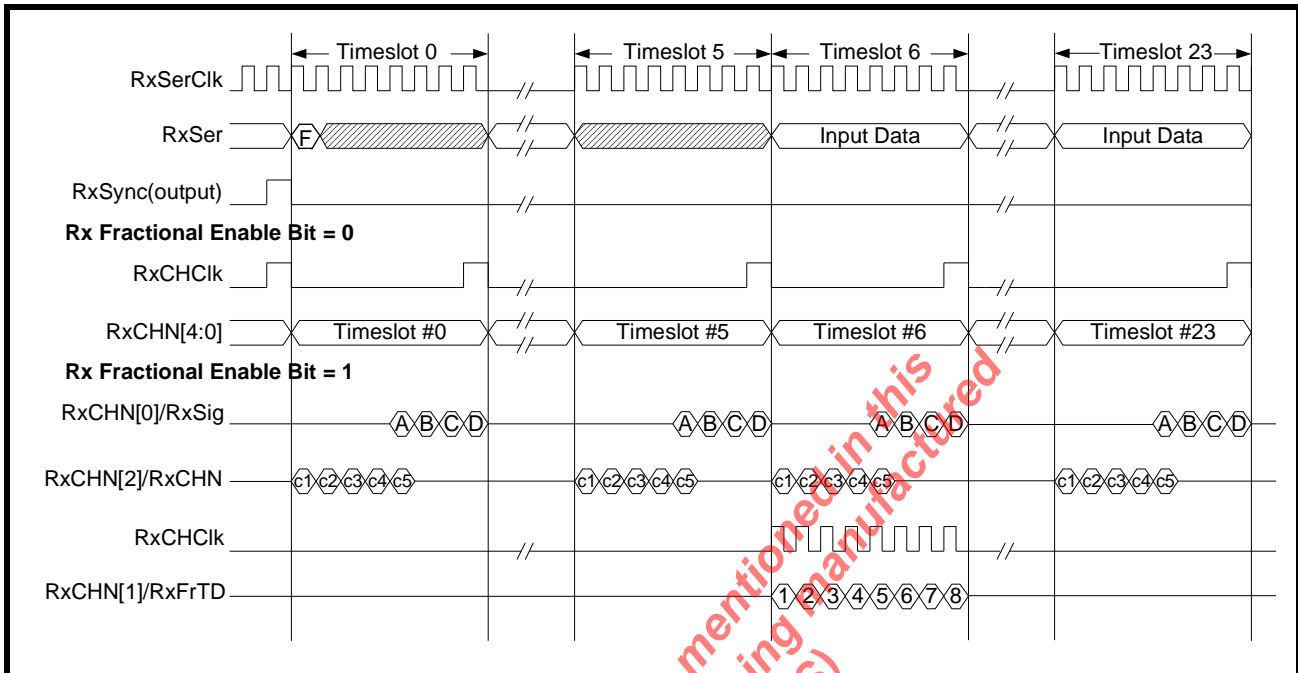 Timeslot 0 Timeslot 5 Timeslot 6 Timeslot 23
RxSerClk
RxSer F Input Data Input Data
RxSync(output)
Rx Fractional Enable Bit = 0
RxCHClk
RxCHN[4:0] Timeslot #0 Timeslot #5 Timeslot #6 Timeslot #23
Rx Fractional Enable Bit = 1
RxCHN[0]/RxSig A B C D A B C D A B C D A B C D
RxCHN[2]/RxCHN c1 c2 c3 c4 c5 c1 c2 c3 c4 c5 c1 c2 c3 c4 c5 c1 c2 c3 c4 c5
RxCHClk
RxCHN[1]/RxFrTD 1 2 3 4 5 6 7 8
mentioned in this
ing manufactured